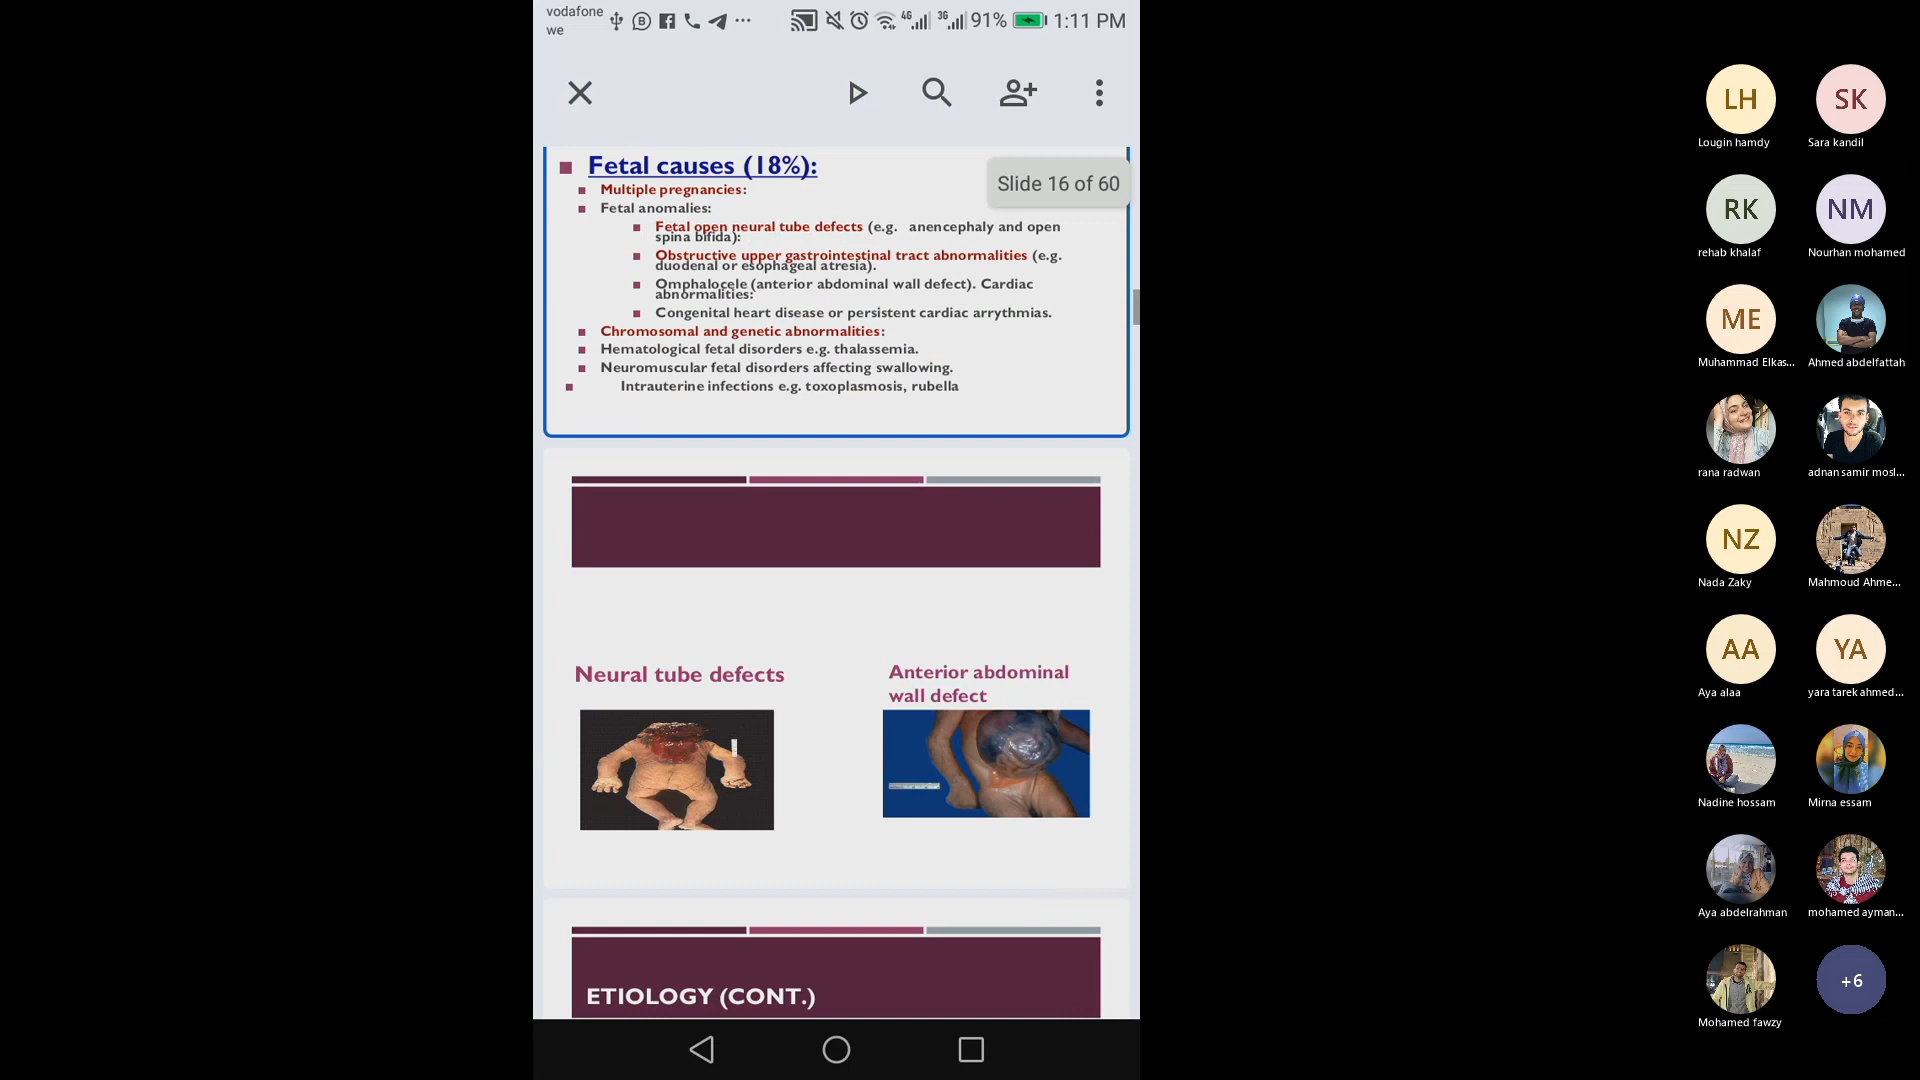 vodafone
we
4G 3G 91% 1:11 PM
Fetal causes (18%):
Slide 16 of 60
Multiple pregnancies:
Fetal anomalies:
Fetal open neural tube defects (e.g. anencephaly and open
spina bifida):
Obstructive upper gastrointestinal tract abnormalities (e.g.
duodenal or esophageal atresia).
Omphalocele (anterior abdominal wall defect). Cardiac
abnormalities:
Congenital heart disease or persistent cardiac arrythmias.
Chromosomal and genetic abnormalities:
Hematological fetal disorders e.g. thalassemia.
Neuromuscular fetal disorders affecting swallowing.
Intrauterine infections e.g. toxoplasmosis, rubella
Neural tube defects
Anterior abdominal
wall defect
ETIOLOGY (CONT.)
LH SK
Lougin hamdy Sara kandil
RK NM
rehab khalaf Nourhan mohamed
ME
Muhammad Elkas... Ahmed abdelfattah
rana radwan adnan samir mosl...
NZ
Nada Zaky Mahmoud Ahme...
AA YA
Aya alaa yara tarek ahmed...
Nadine hossam Mirna essam
Aya abdelrahman mohamed ayman...
+6
Mohamed fawzy